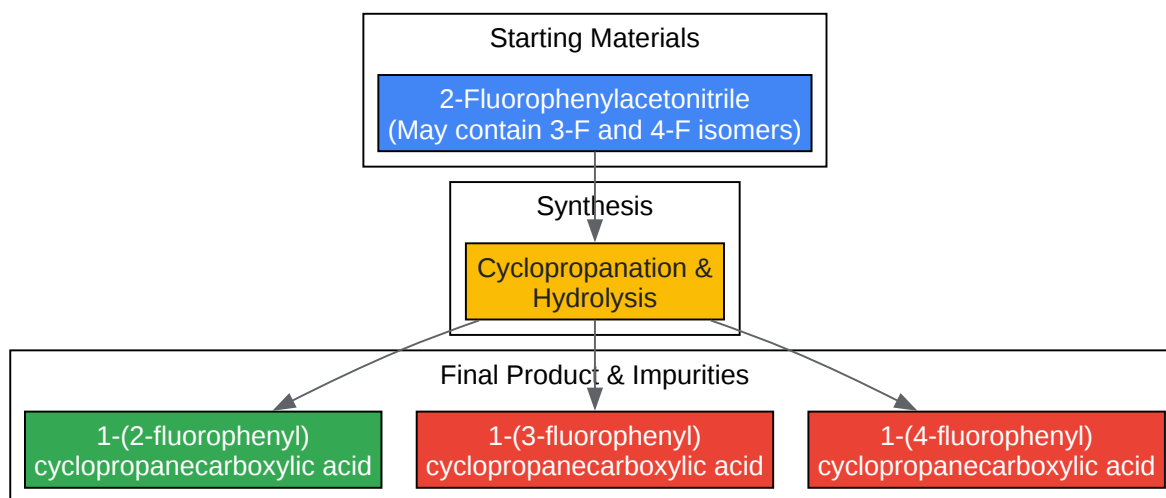 Starting Materials
2-Fluorophenylacetonitrile
(May contain 3-F and 4-F isomers)
Synthesis
Cyclopropanation &
Hydrolysis
Final Product & Impurities
1-(2-fluorophenyl)
cyclopropanecarboxylic acid
1-(3-fluorophenyl)
cyclopropanecarboxylic acid
1-(4-fluorophenyl)
cyclopropanecarboxylic acid